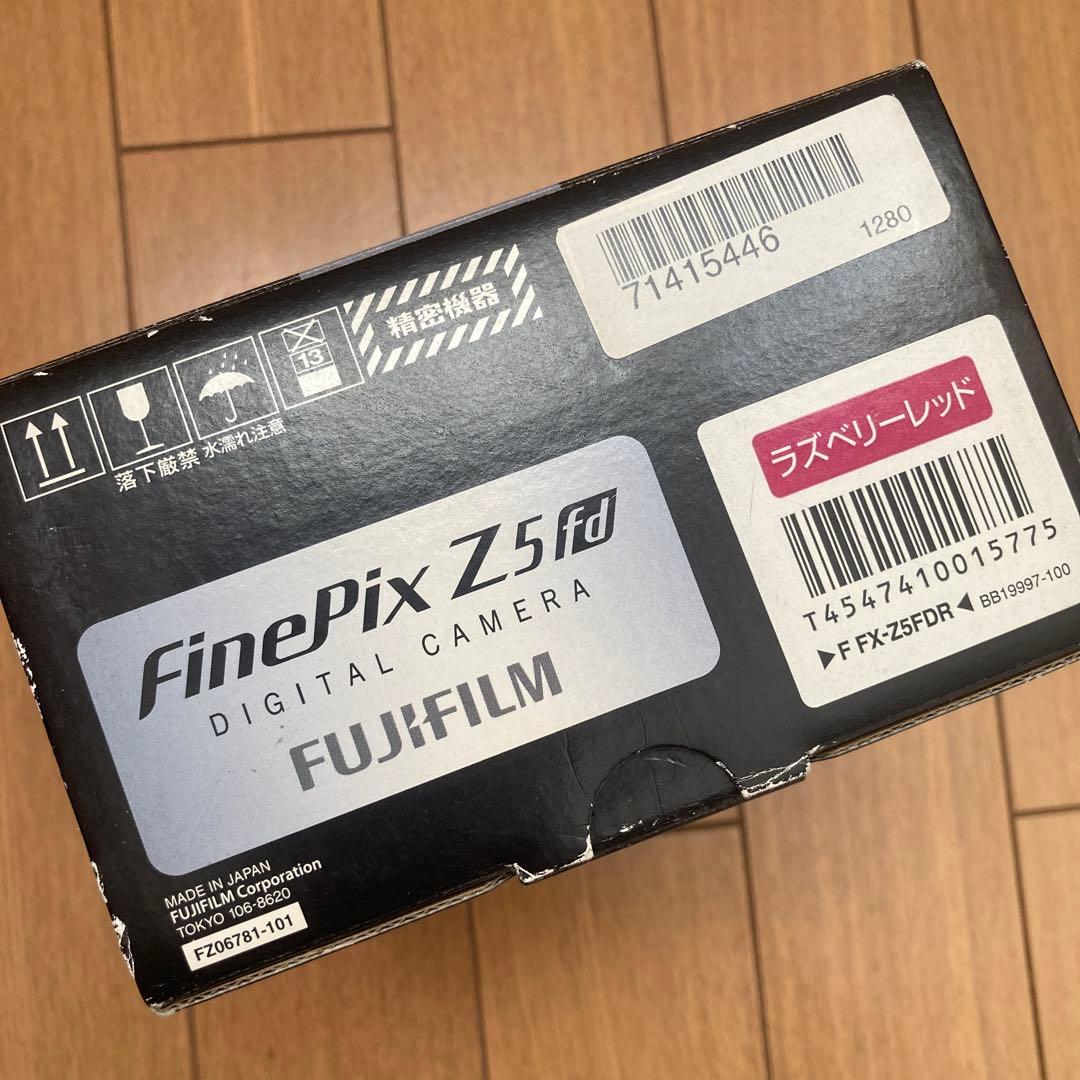 71415446
1280
精密機器
13
落下厳禁 水濡れ注意
ラズベリーレッド
T4547410015775
▶F FX-Z5FDR◀ BB19997-100
FinePix Z5fd
DIGITAL CAMERA
FUJIFILM
MADE IN JAPAN
FUJIFILM Corporation
TOKYO 106-8620
FZ06781-101